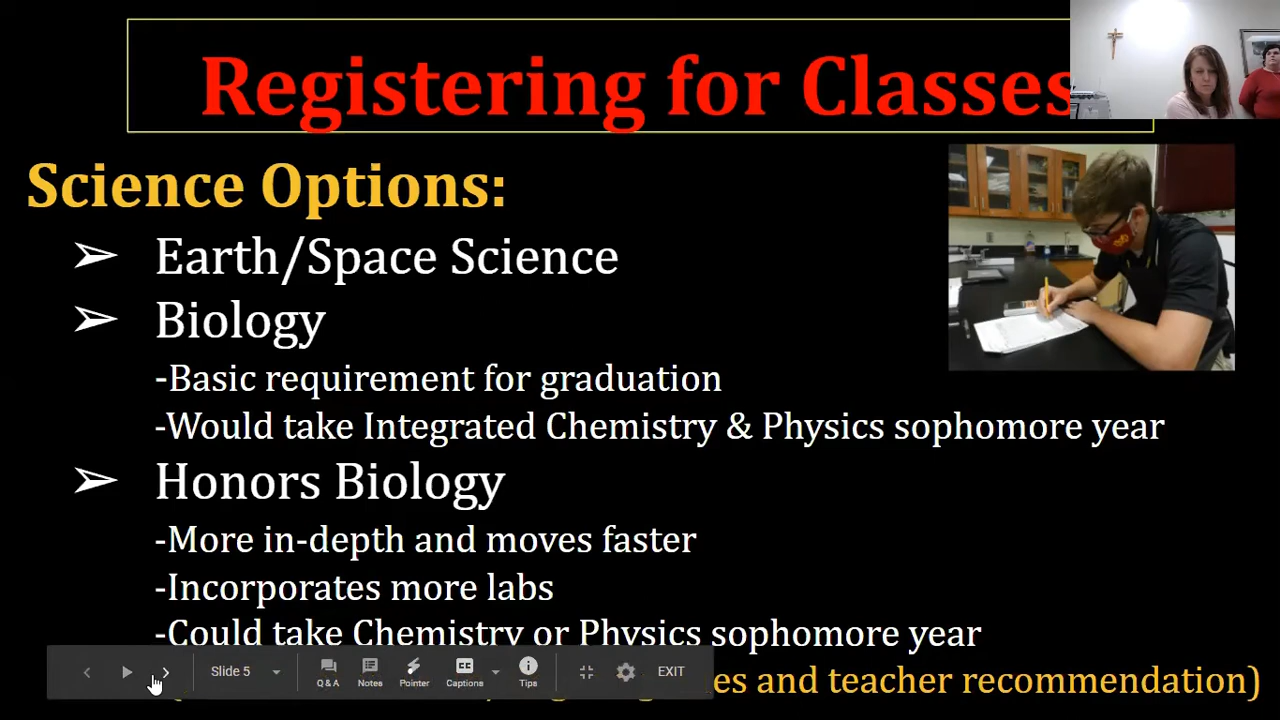 Registering for Classes
Science Options:
➢ Earth/Space Science
➢ Biology
-Basic requirement for graduation
-Would take Integrated Chemistry & Physics sophomore year
➢ Honors Biology
-More in-depth and moves faster
-Incorporates more labs
-Could take Chemistry or Physics sophomore year
and teacher recommendation)
Slide 5
Q & A
Notes
Pointer
Captions
Tips
EXIT